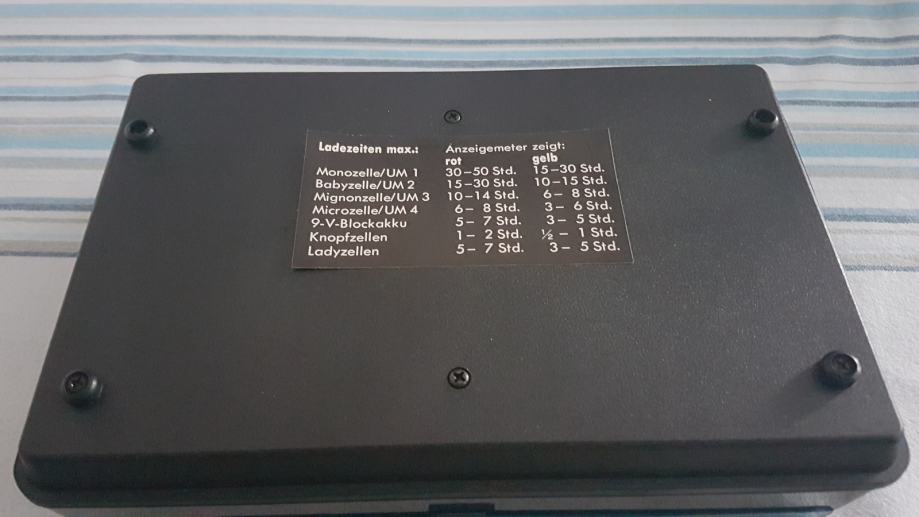 Ladezeiten max.: Anzeigemeter zeigt:
rot gelb
Monozelle/UM 1 30–50 Std. 15–30 Std.
Babyzelle/UM 2 15–30 Std. 10–15 Std.
Mignonzelle/UM 3 10–14 Std. 6– 8 Std.
Microzelle/UM 4 6– 8 Std. 3– 6 Std.
9-V-Blockakku 5– 7 Std. 3– 5 Std.
Knopfzellen 1– 2 Std. ½– 1 Std.
Ladyzellen 5– 7 Std. 3– 5 Std.